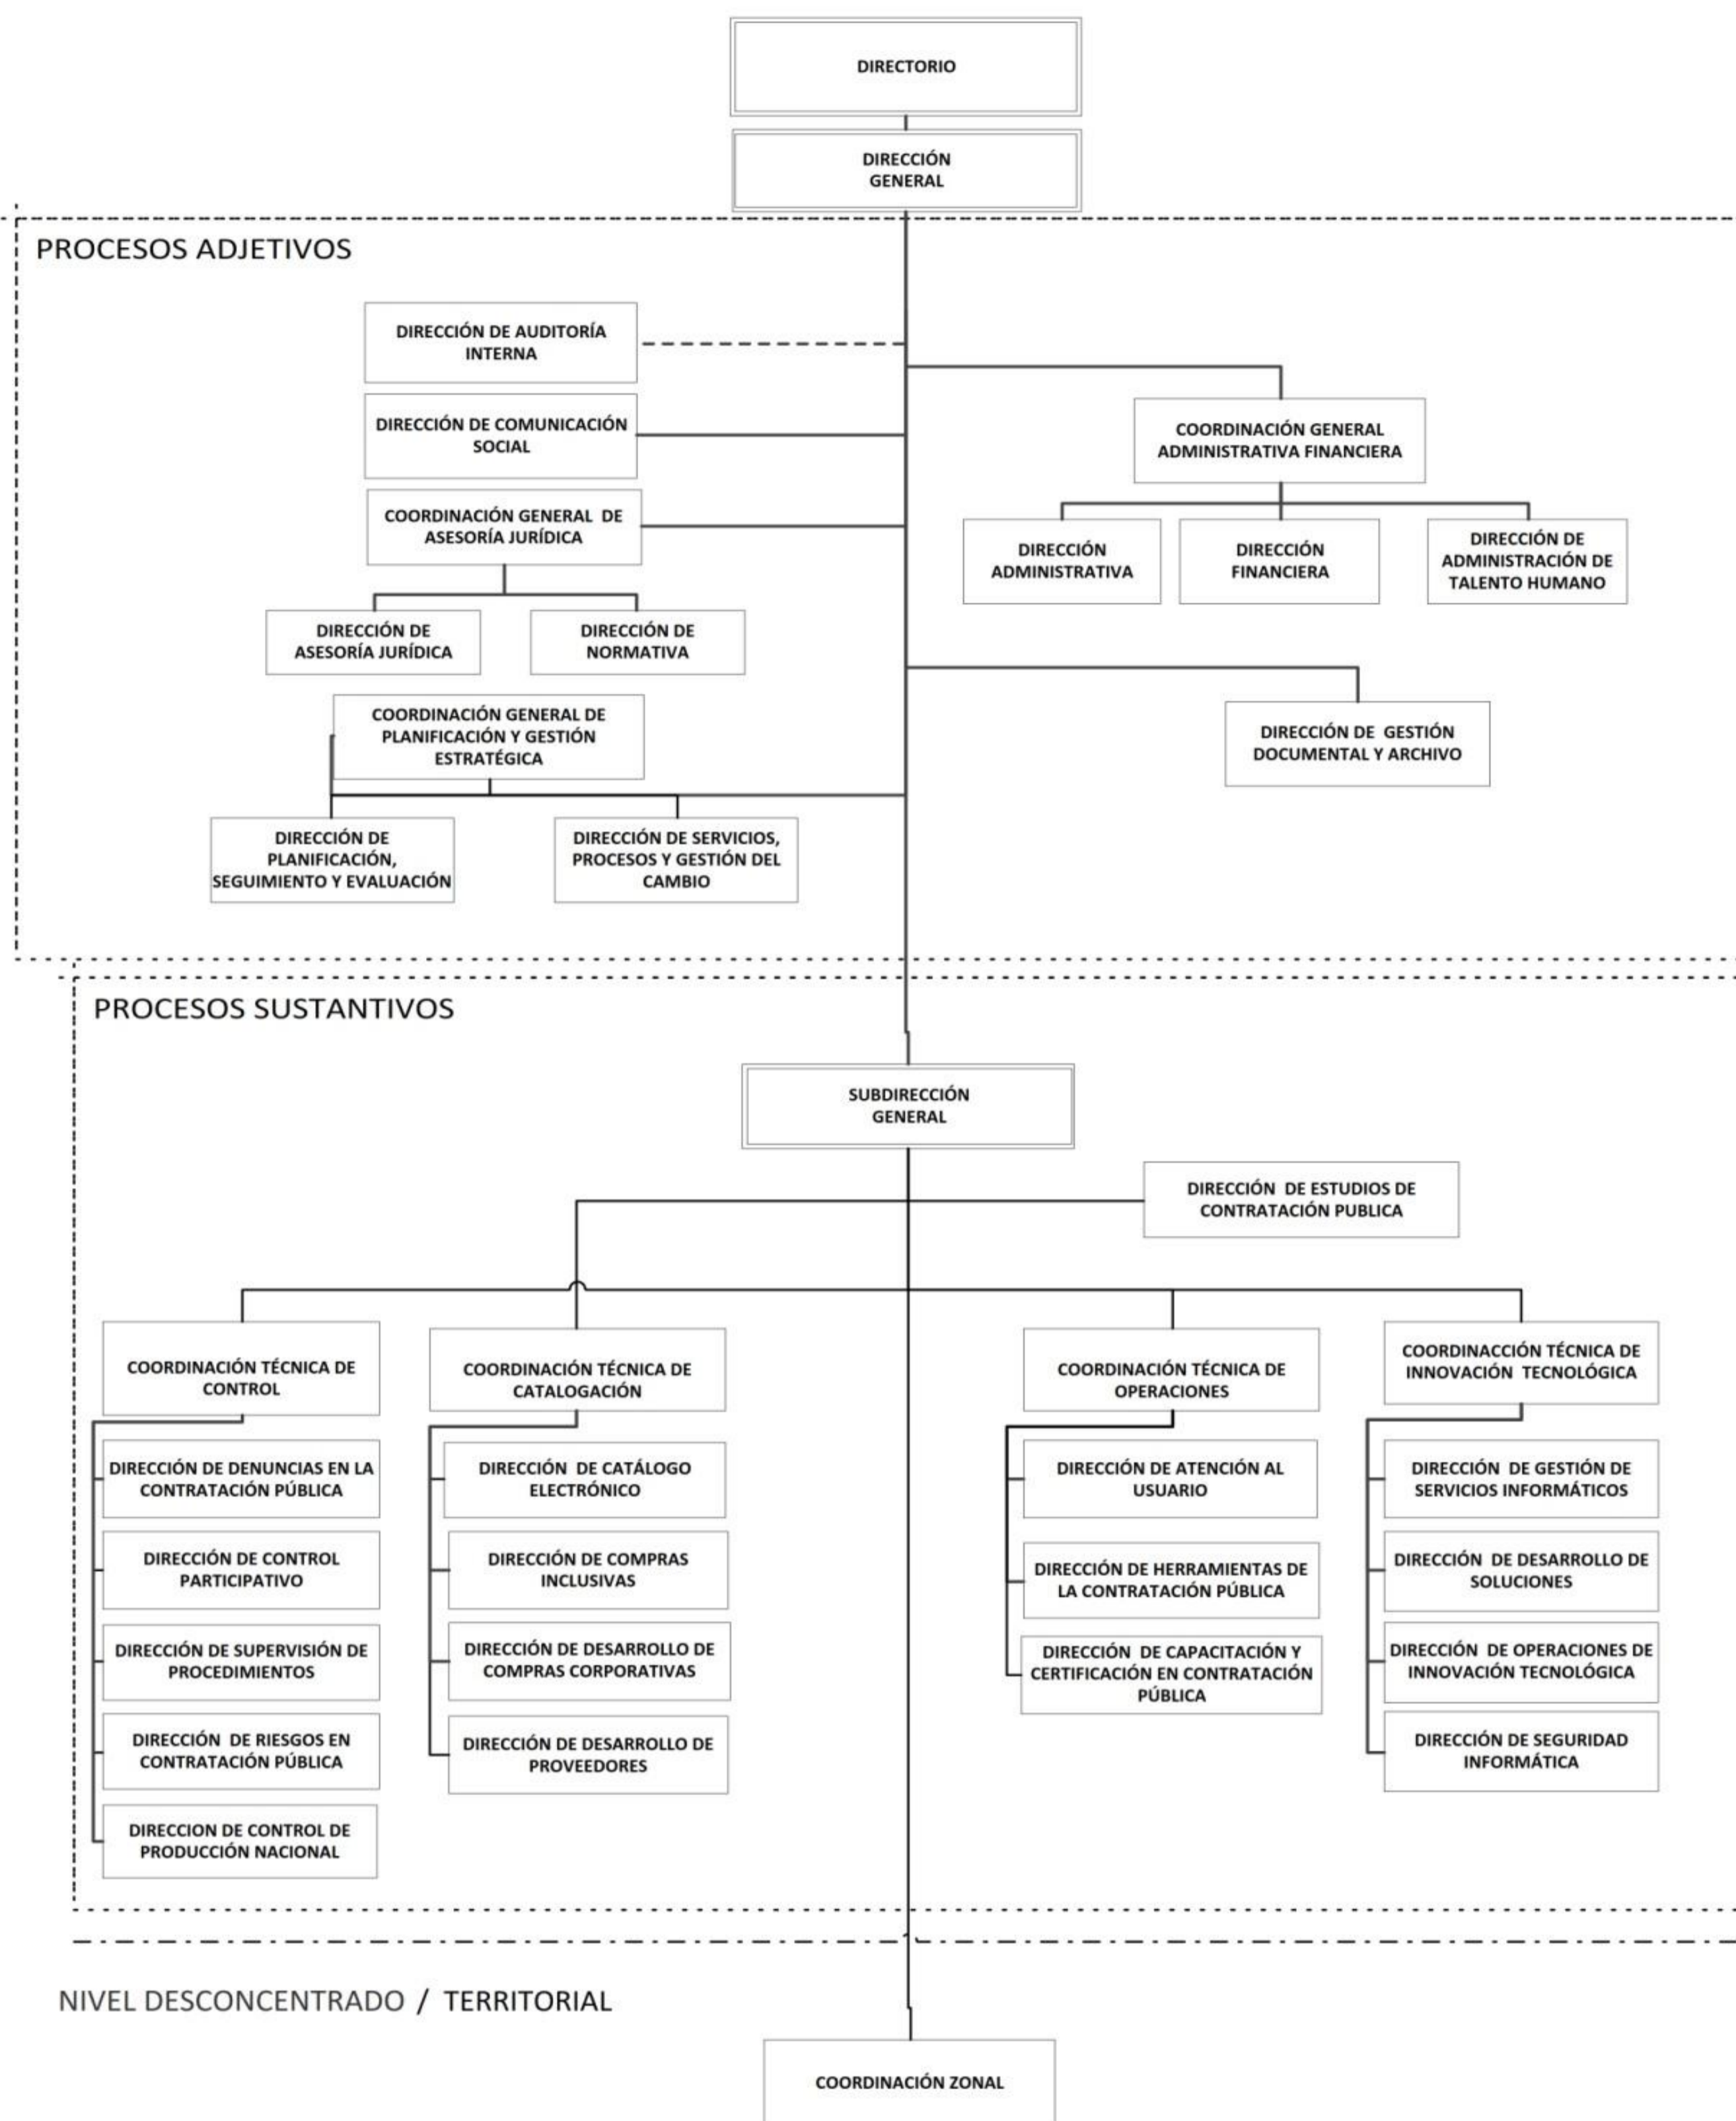 DIRECTORIO
DIRECCIÓN
GENERAL
PROCESOS ADJETIVOS
DIRECCIÓN DE AUDITORÍA
INTERNA
DIRECCIÓN DE COMUNICACIÓN
SOCIAL
COORDINACIÓN GENERAL DE
ASESORÍA JURÍDICA
DIRECCIÓN DE
ASESORÍA JURÍDICA
DIRECCIÓN DE
NORMATIVA
COORDINACIÓN GENERAL DE
PLANIFICACIÓN Y GESTIÓN
ESTRATÉGICA
DIRECCIÓN DE
PLANIFICACIÓN,
SEGUIMIENTO Y EVALUACIÓN
DIRECCIÓN DE SERVICIOS,
PROCESOS Y GESTIÓN DEL
CAMBIO
COORDINACIÓN GENERAL
ADMINISTRATIVA FINANCIERA
DIRECCIÓN
ADMINISTRATIVA
DIRECCIÓN
FINANCIERA
DIRECCIÓN DE
ADMINISTRACIÓN DE
TALENTO HUMANO
DIRECCIÓN DE GESTIÓN
DOCUMENTAL Y ARCHIVO
PROCESOS SUSTANTIVOS
SUBDIRECCIÓN
GENERAL
DIRECCIÓN DE ESTUDIOS DE
CONTRATACIÓN PUBLICA
COORDINACIÓN TÉCNICA DE
CONTROL
DIRECCIÓN DE DENUNCIAS EN LA
CONTRATACIÓN PÚBLICA
DIRECCIÓN DE CONTROL
PARTICIPATIVO
DIRECCIÓN DE SUPERVISIÓN DE
PROCEDIMIENTOS
DIRECCIÓN DE RIESGOS EN
CONTRATACIÓN PÚBLICA
DIRECCION DE CONTROL DE
PRODUCCIÓN NACIONAL
COORDINACIÓN TÉCNICA DE
CATALOGACIÓN
DIRECCIÓN DE CATÁLOGO
ELECTRÓNICO
DIRECCIÓN DE COMPRAS
INCLUSIVAS
DIRECCIÓN DE DESARROLLO DE
COMPRAS CORPORATIVAS
DIRECCIÓN DE DESARROLLO DE
PROVEEDORES
COORDINACIÓN TÉCNICA DE
OPERACIONES
DIRECCIÓN DE ATENCIÓN AL
USUARIO
DIRECCIÓN DE HERRAMIENTAS DE
LA CONTRATACIÓN PÚBLICA
DIRECCIÓN DE CAPACITACIÓN Y
CERTIFICACIÓN EN CONTRATACIÓN
PÚBLICA
COORDINACCIÓN TÉCNICA DE
INNOVACIÓN TECNOLÓGICA
DIRECCIÓN DE GESTIÓN DE
SERVICIOS INFORMÁTICOS
DIRECCIÓN DE DESARROLLO DE
SOLUCIONES
DIRECCIÓN DE OPERACIONES DE
INNOVACIÓN TECNOLÓGICA
DIRECCIÓN DE SEGURIDAD
INFORMÁTICA
NIVEL DESCONCENTRADO / TERRITORIAL
COORDINACIÓN ZONAL